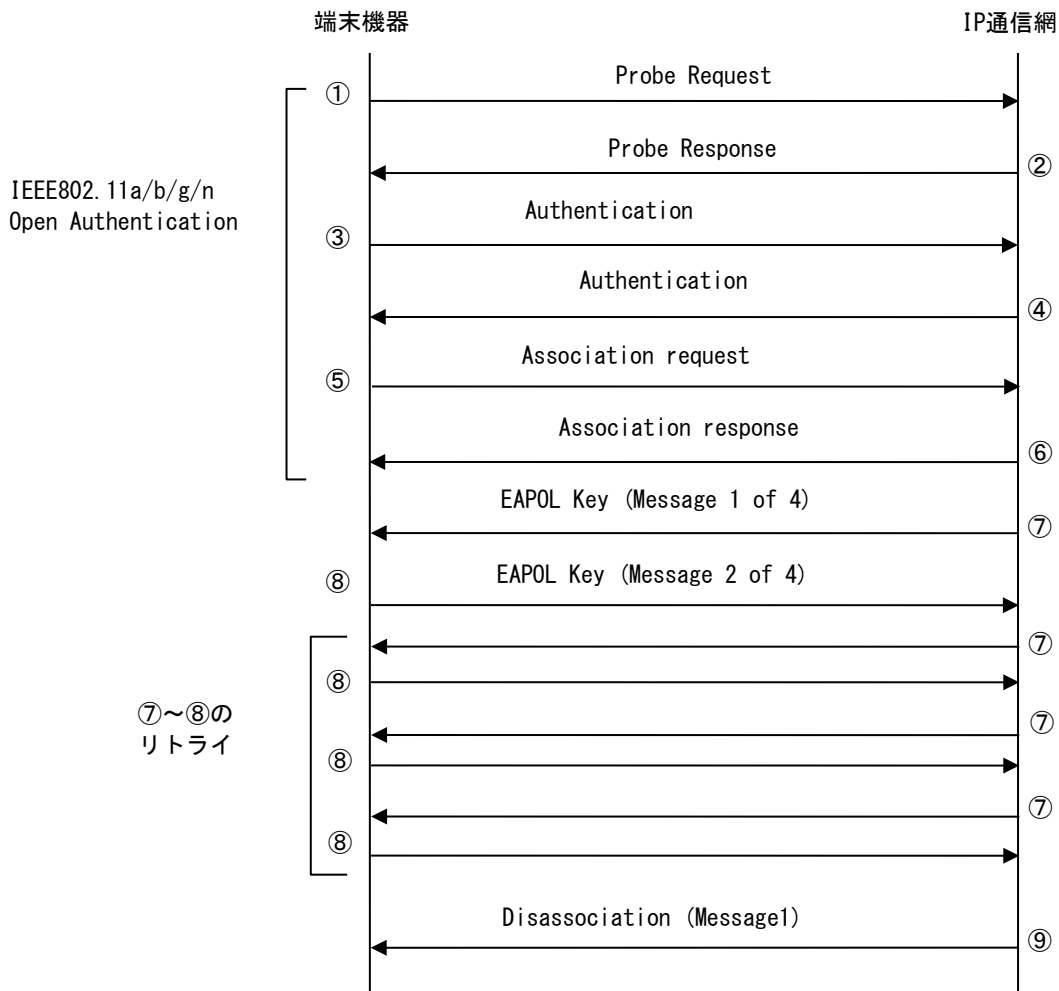 端末機器
IP通信網
Probe Request
①
Probe Response
②
IEEE802.11a/b/g/n
Open Authentication
Authentication
③
Authentication
④
Association request
⑤
Association response
⑥
EAPOL Key (Message 1 of 4)
⑦
EAPOL Key (Message 2 of 4)
⑧
⑦
⑧
⑦～⑧の
リトライ
⑦
⑧
⑦
⑧
Disassociation (Message1)
⑨